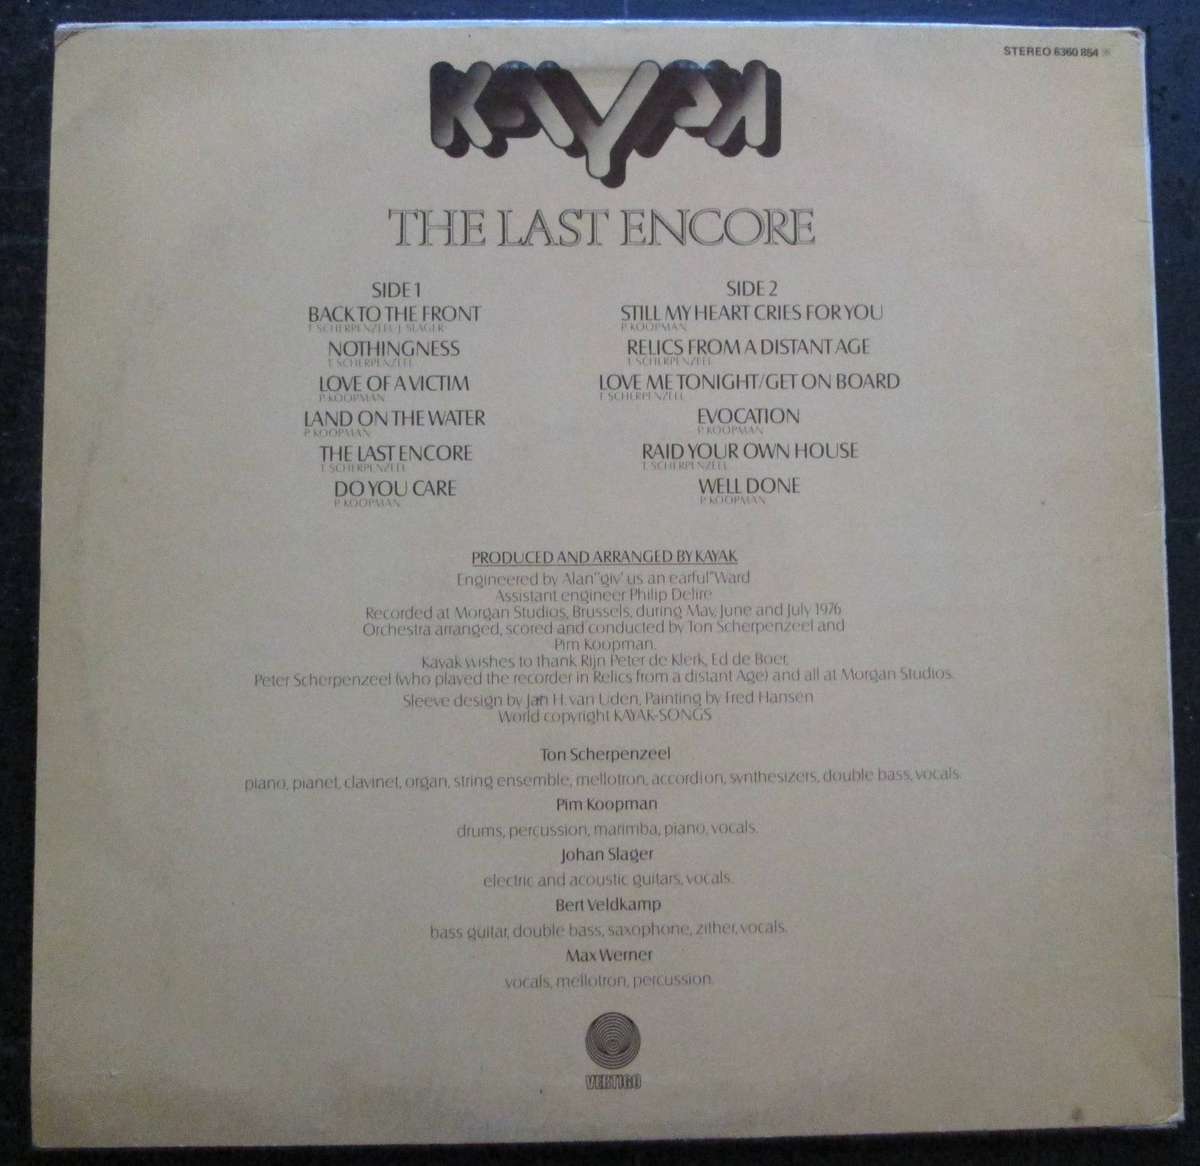 STEREO 6360 854
KAYAK
THE LAST ENCORE
SIDE 1
BACK TO THE FRONT
T. SCHERPENZEEL/J. SLAGER
NOTHINGNESS
T. SCHERPENZEEL
LOVE OF A VICTIM
P. KOOPMAN
LAND ON THE WATER
P. KOOPMAN
THE LAST ENCORE
T. SCHERPENZEEL
DO YOU CARE
P. KOOPMAN
SIDE 2
STILL MY HEART CRIES FOR YOU
P. KOOPMAN
RELICS FROM A DISTANT AGE
T. SCHERPENZEEL
LOVE ME TONIGHT/GET ON BOARD
T. SCHERPENZEEL
EVOCATION
P. KOOPMAN
RAID YOUR OWN HOUSE
T. SCHERPENZEEL
WELL DONE
P. KOOPMAN
PRODUCED AND ARRANGED BY KAYAK
Engineered by Alan "giv' us an earful" Ward
Assistant engineer Philip Delire
Recorded at Morgan Studios, Brussels, during May, June and July 1976
Orchestra arranged, scored and conducted by Ton Scherpenzeel and
Pim Koopman.
Kayak wishes to thank Rijn Peter de Klerk, Ed de Boer,
Peter Scherpenzeel (who played the recorder in Relics from a distant Age) and all at Morgan Studios.
Sleeve design by Jan H. van Uden, Painting by Fred Hansen
World copyright KAYAK-SONGS
Ton Scherpenzeel
piano, pianet, clavinet, organ, string ensemble, mellotron, accordion, synthesizers, double bass, vocals.
Pim Koopman
drums, percussion, marimba, piano, vocals.
Johan Slager
electric and acoustic guitars, vocals.
Bert Veldkamp
bass guitar, double bass, saxophone, zither, vocals.
Max Werner
vocals, mellotron, percussion.
VERTIGO